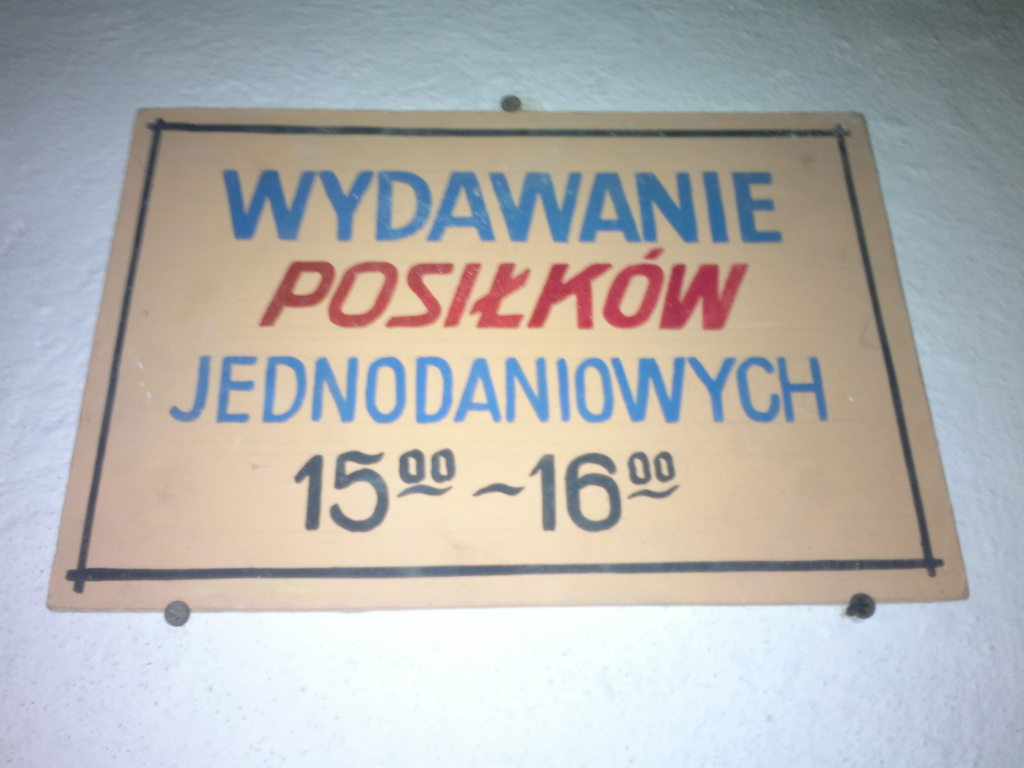 WYDAWANIE
POSIŁKÓW
JEDNODANIOWYCH
15⁰⁰ ~ 16⁰⁰